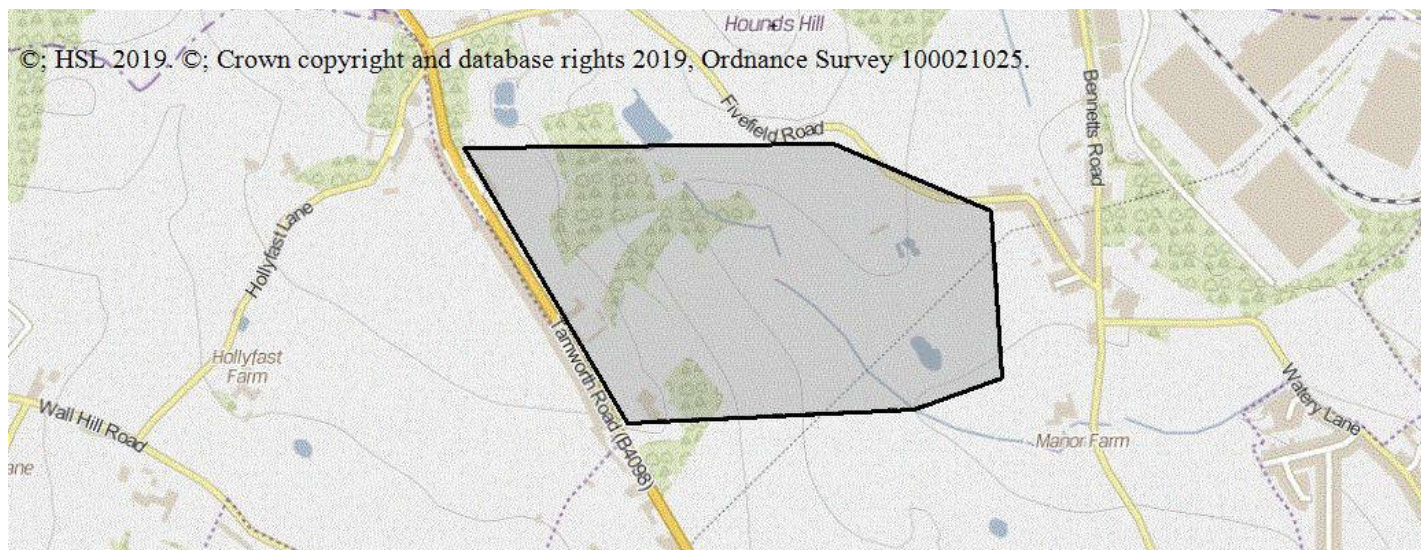 Hounds Hill
©; HSL 2019. ©; Crown copyright and database rights 2019, Ordnance Survey 100021025.
Fivefield Road
Bennetts Road
Hollyfast Lane
Hollyfast
Farm
Tamworth Road (B4098)
Wall Hill Road
Watery Lane
Manor Farm
ane